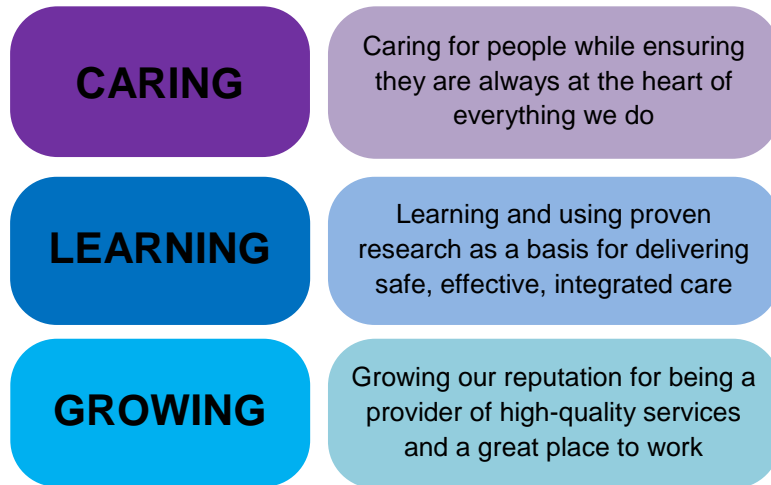 CARING
Caring for people while ensuring
they are always at the heart of
everything we do
LEARNING
Learning and using proven
research as a basis for delivering
safe, effective, integrated care
GROWING
Growing our reputation for being a
provider of high-quality services
and a great place to work